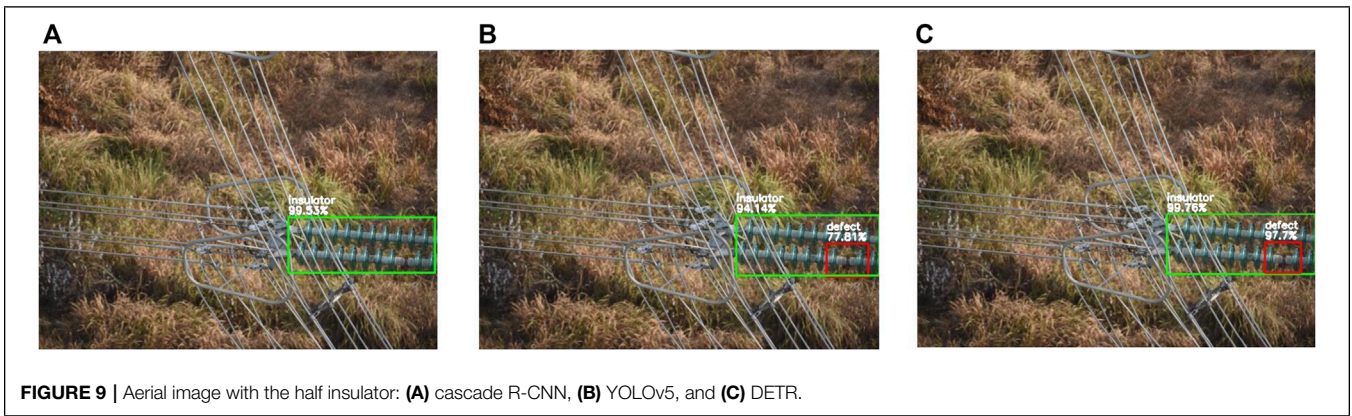 A
B
C
insulator
99.53%
insulator
94.14%
defect
77.81%
insulator
99.76%
defect
97.7%
FIGURE 9 | Aerial image with the half insulator: (A) cascade R-CNN, (B) YOLOv5, and (C) DETR.